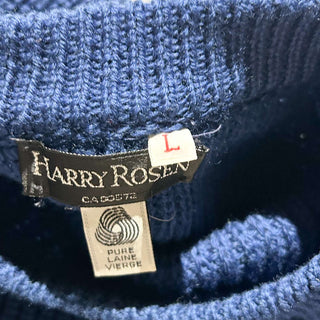 L
HARRY ROSEN
CA 00572
PURE
LAINE
VIERGE